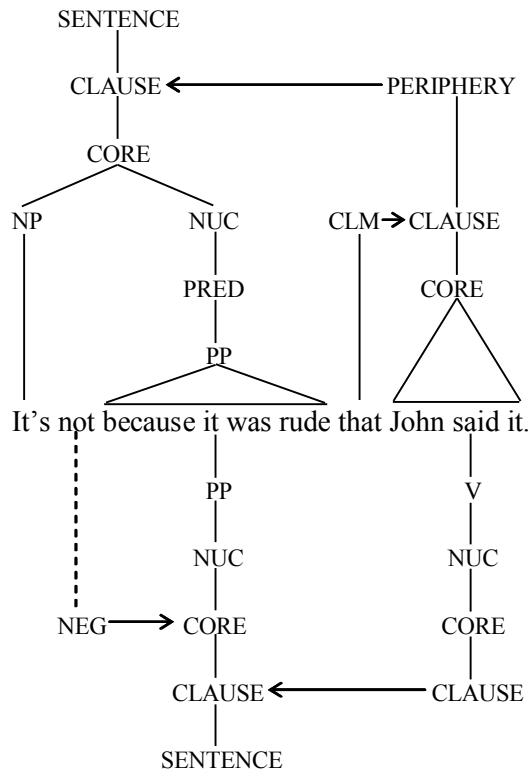 SENTENCE
CLAUSE PERIPHERY
CORE
NP NUC CLM CLAUSE
PRED CORE
PP
It's not because it was rude that John said it.
PP V
NUC NUC
NEG CORE CORE
CLAUSE CLAUSE
SENTENCE